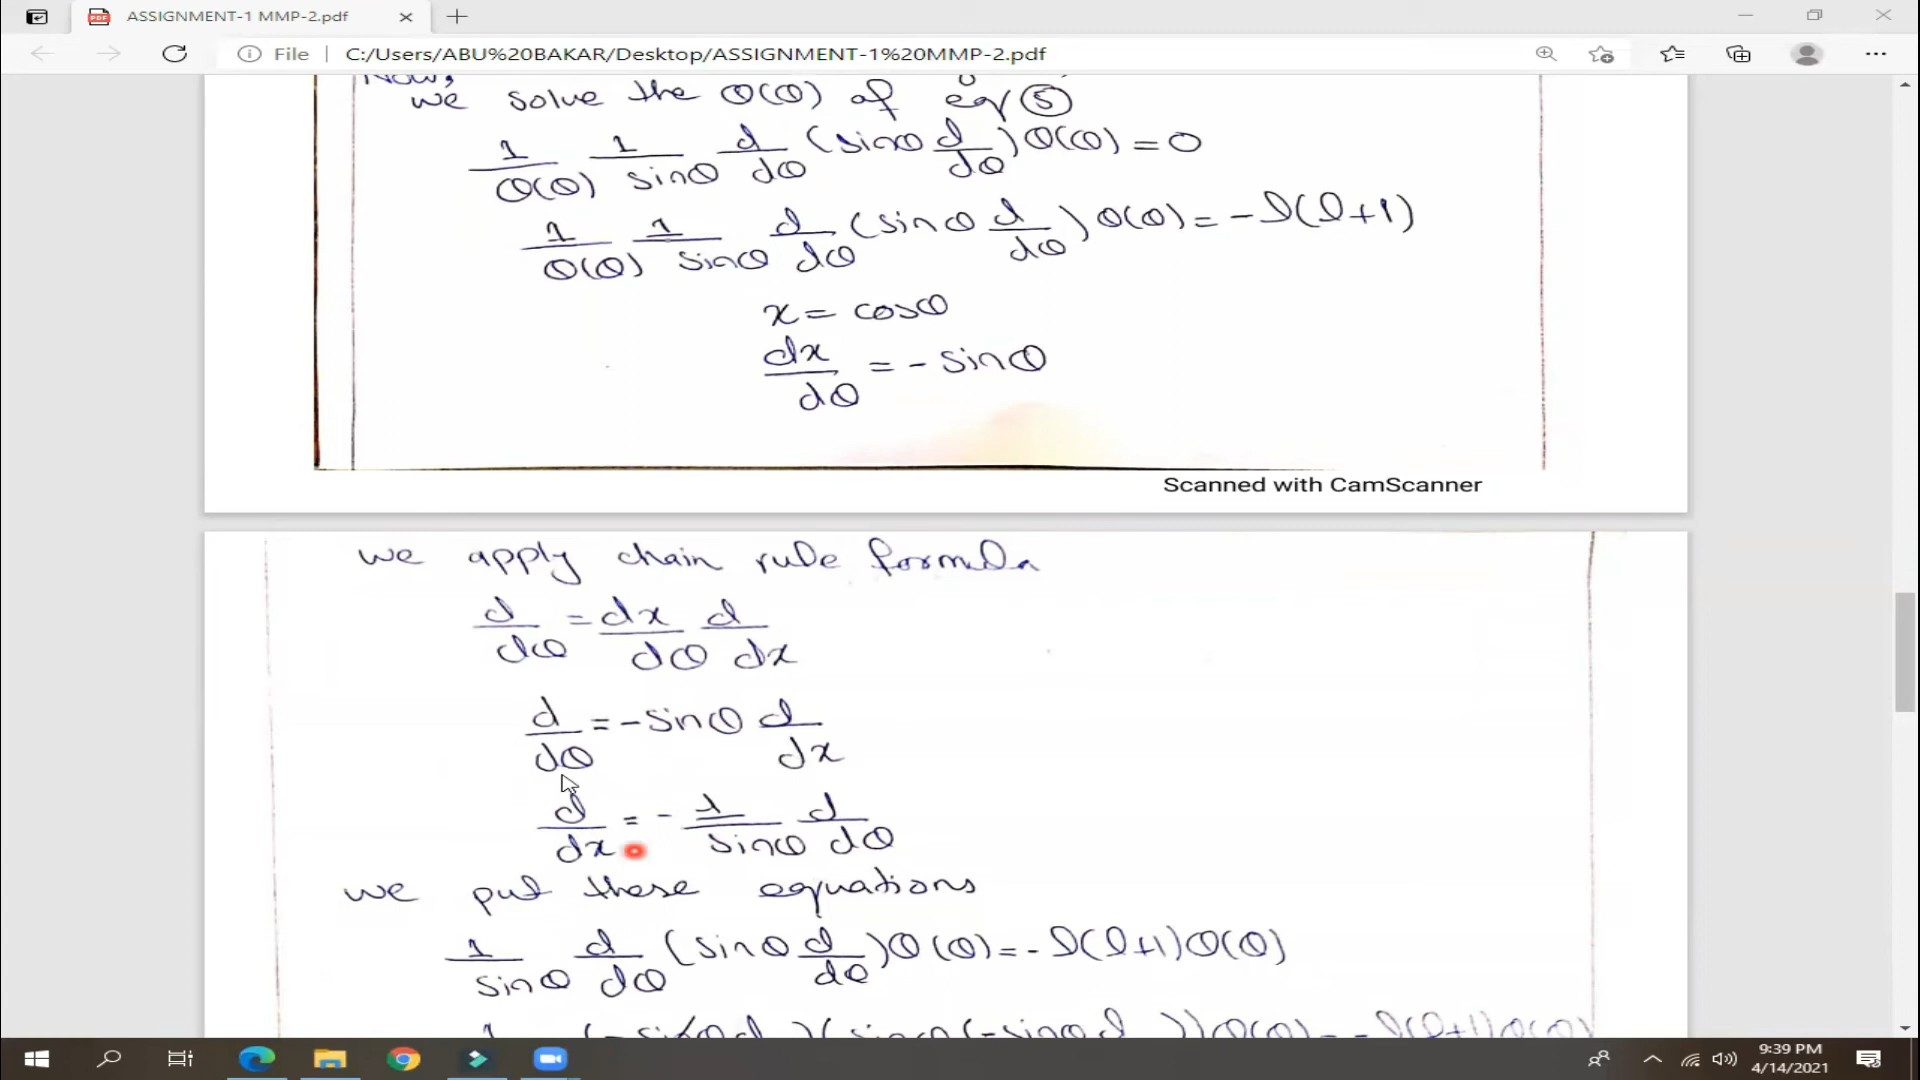 ASSIGNMENT-1 MMP-2.pdf
File | C:/Users/ABU%20BAKAR/Desktop/ASSIGNMENT-1%20MMP-2.pdf
Now,
we solve the Θ(θ) of eq (5)
1/Θ(θ) 1/sinθ d/dθ (sinθ d/dθ) Θ(θ) = 0
1/Θ(θ) 1/sinθ d/dθ (sinθ d/dθ) Θ(θ) = -l(l+1)
x = cosθ
dx/dθ = - sinθ
Scanned with CamScanner
we apply chain rule formula
d/dθ = dx/dθ d/dx
d/dθ = -sinθ d/dx
d/dx = - 1/sinθ d/dθ
we put these equations
1/sinθ d/dθ (sinθ d/dθ) Θ(θ) = -l(l+1) Θ(θ)
9:39 PM
4/14/2021